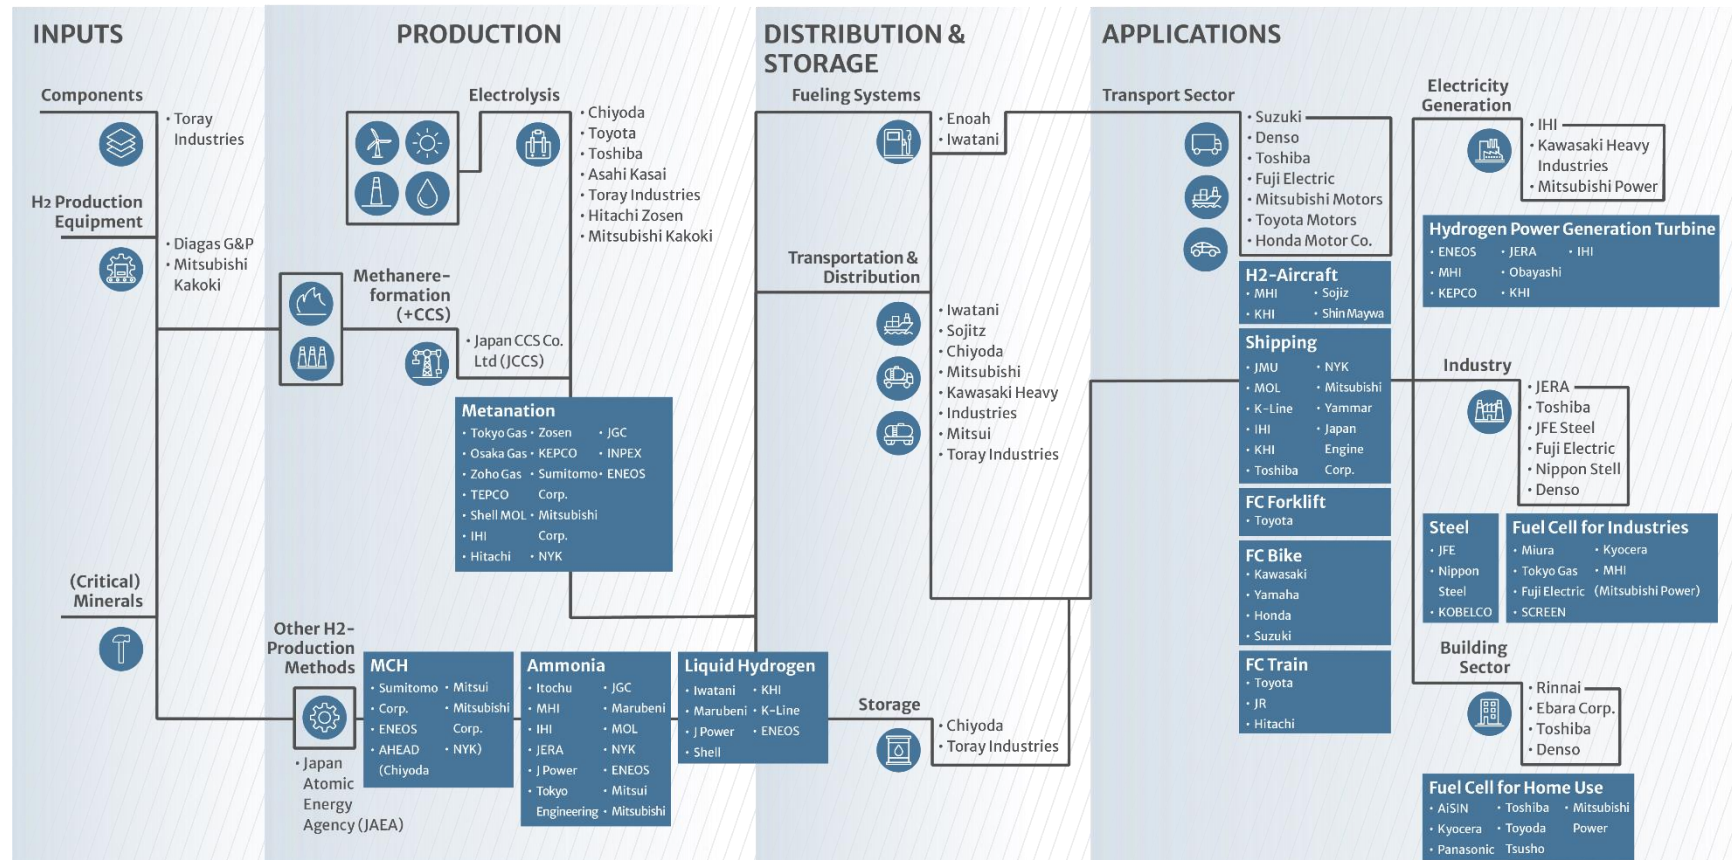 INPUTS
Components
• Toray
Industries
H2 Production
Equipment
• Diagas G&P
• Mitsubishi
Kakoki
(Critical)
Minerals
PRODUCTION
Electrolysis
• Chiyoda
• Toyota
• Toshiba
• Asahi Kasai
• Toray Industries
• Hitachi Zosen
• Mitsubishi Kakoki
Methanere-
formation
(+CCS)
• Japan CCS Co.
Ltd (JCCS)
Metanation
• Tokyo Gas
• Osaka Gas
• Zoho Gas
• TEPCO
• Shell MOL
• IHI
• Hitachi
• Zosen
• KEPCO
• Sumitomo
Corp.
• Mitsubishi
Corp.
• NYK
• JGC
• INPEX
• ENEOS
Other H2-
Production
Methods
• Japan
Atomic
Energy
Agency (JAEA)
MCH
• Sumitomo
• Corp.
• ENEOS
• AHEAD
(Chiyoda
• Mitsui
• Mitsubishi
Corp.
• NYK)
Ammonia
• Itochu
• MHI
• IHI
• JERA
• J Power
• Tokyo
Engineering
• JGC
• Marubeni
• MOL
• NYK
• ENEOS
• Mitsui
• Mitsubishi
Liquid Hydrogen
• Iwatani
• Marubeni
• J Power
• Shell
• KHI
• K-Line
• ENEOS
DISTRIBUTION &
STORAGE
Fueling Systems
• Enoah
• Iwatani
Transportation &
Distribution
• Iwatani
• Sojitz
• Chiyoda
• Mitsubishi
• Kawasaki Heavy
• Industries
• Mitsui
• Toray Industries
Storage
• Chiyoda
• Toray Industries
APPLICATIONS
Transport Sector
• Suzuki
• Denso
• Toshiba
• Fuji Electric
• Mitsubishi Motors
• Toyota Motors
• Honda Motor Co.
H2-Aircraft
• MHI
• KHI
• Sojiz
• Shin Maywa
Shipping
• JMU
• MOL
• K-Line
• IHI
• KHI
• Toshiba
• NYK
• Mitsubishi
• Yammar
• Japan
Engine
Corp.
FC Forklift
• Toyota
FC Bike
• Kawasaki
• Yamaha
• Honda
• Suzuki
FC Train
• Toyota
• JR
• Hitachi
Electricity
Generation
• IHI
• Kawasaki Heavy
Industries
• Mitsubishi Power
Hydrogen Power Generation Turbine
• ENEOS
• MHI
• KEPCO
• JERA
• Obayashi
• KHI
• IHI
Industry
• JERA
• Toshiba
• JFE Steel
• Fuji Electric
• Nippon Stell
• Denso
Steel
• JFE
• Nippon
Steel
• KOBELCO
Fuel Cell for Industries
• Miura
• Tokyo Gas
• Fuji Electric
• SCREEN
• Kyocera
• MHI
(Mitsubishi Power)
Building
Sector
• Rinnai
• Ebara Corp.
• Toshiba
• Denso
Fuel Cell for Home Use
• AiSIN
• Kyocera
• Panasonic
• Toshiba
• Toyoda
Tsusho
• Mitsubishi
Power